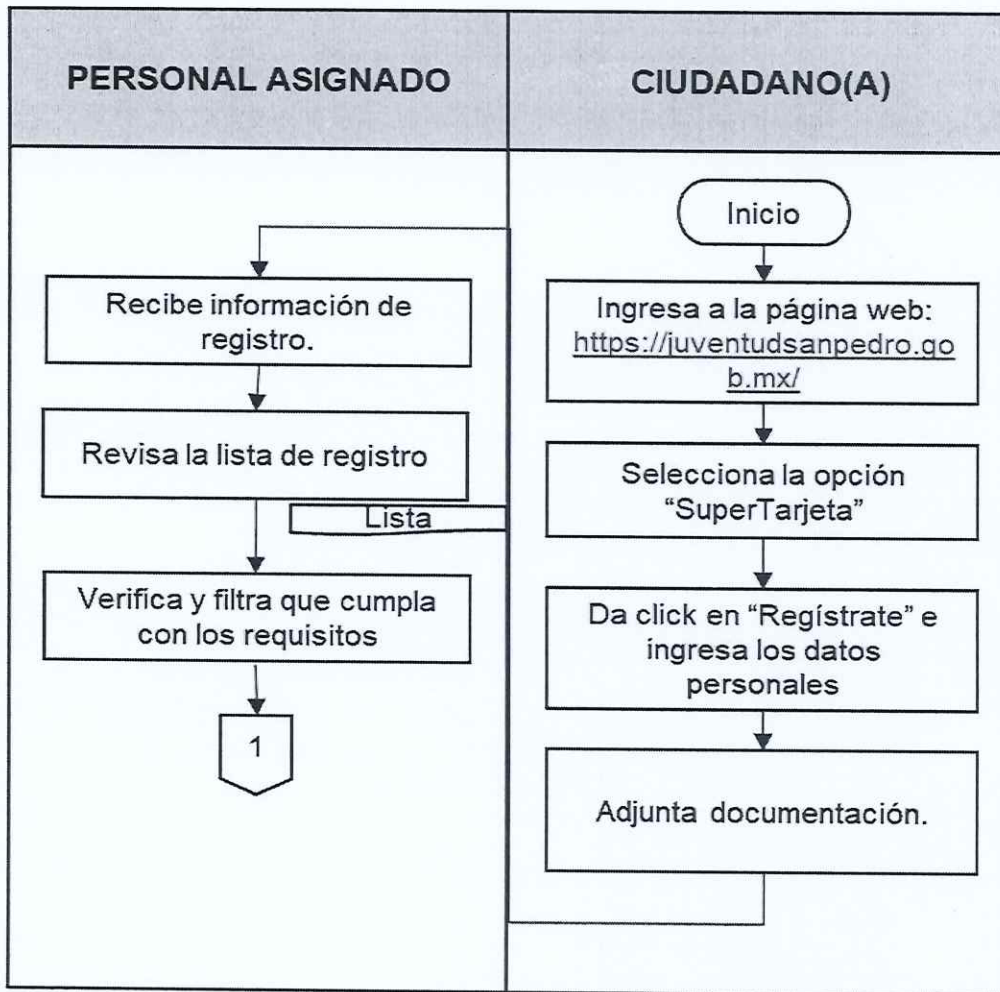 PERSONAL ASIGNADO
CIUDADANO(A)
Inicio
Ingresa a la página web:
https://juventudsanpedro.go
b.mx/
Selecciona la opción
“SuperTarjeta”
Da click en “Regístrate” e
ingresa los datos
personales
Adjunta documentación.
Recibe información de
registro.
Revisa la lista de registro
Lista
Verifica y filtra que cumpla
con los requisitos
1